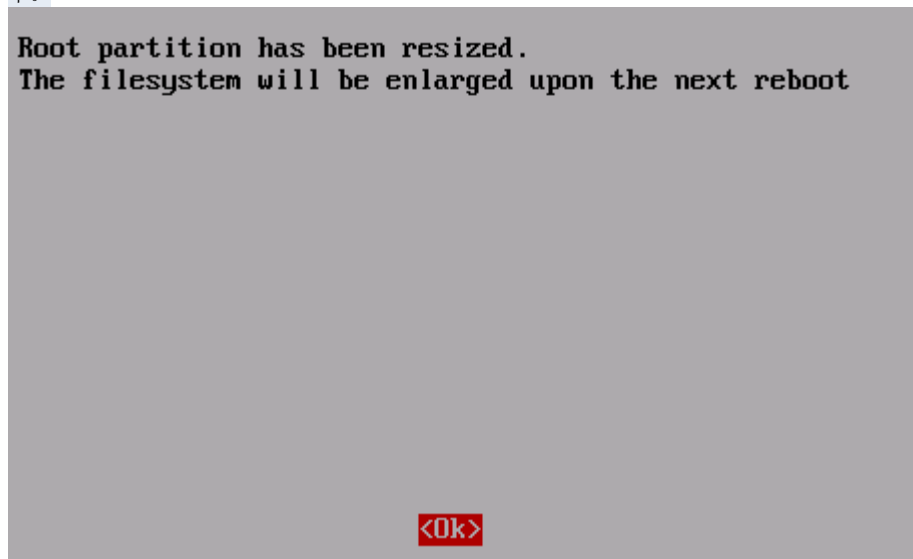 Root partition has been resized.
The filesystem will be enlarged upon the next reboot
<Ok>